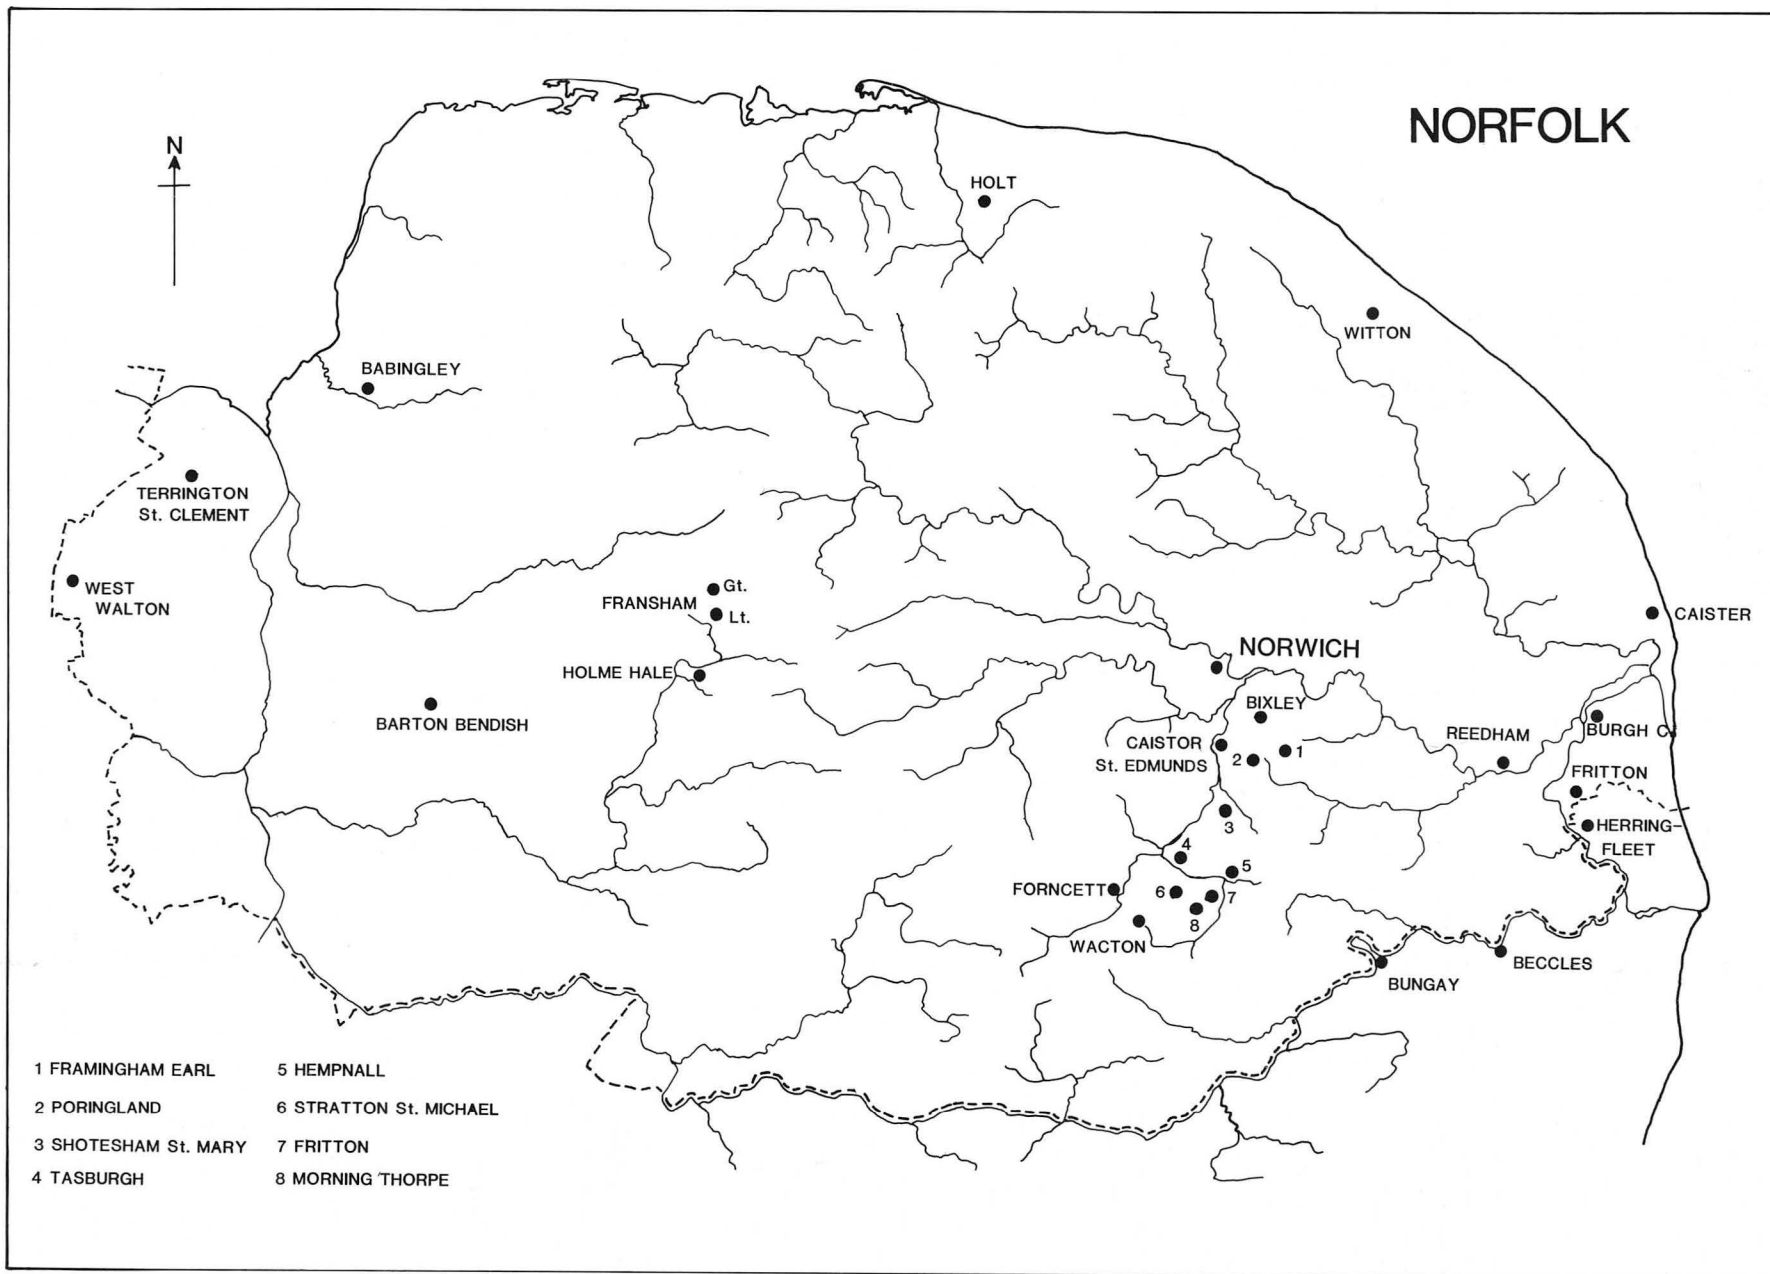 NORFOLK
N
HOLT
WITTON
BABINGLEY
TERRINGTON
St. CLEMENT
WEST
WALTON
Gt.
FRANSHAM
Lt.
CAISTER
NORWICH
HOLME HALE
BIXLEY
BARTON BENDISH
BURGH C.
REEDHAM
CAISTOR
St. EDMUNDS
1
2
FRITTON
3
HERRING-
FLEET
4
5
FORNCETT
6
7
8
WACTON
BECCLES
BUNGAY
1 FRAMINGHAM EARL
2 PORINGLAND
3 SHOTESHAM St. MARY
4 TASBURGH
5 HEMPNALL
6 STRATTON St. MICHAEL
7 FRITTON
8 MORNING THORPE